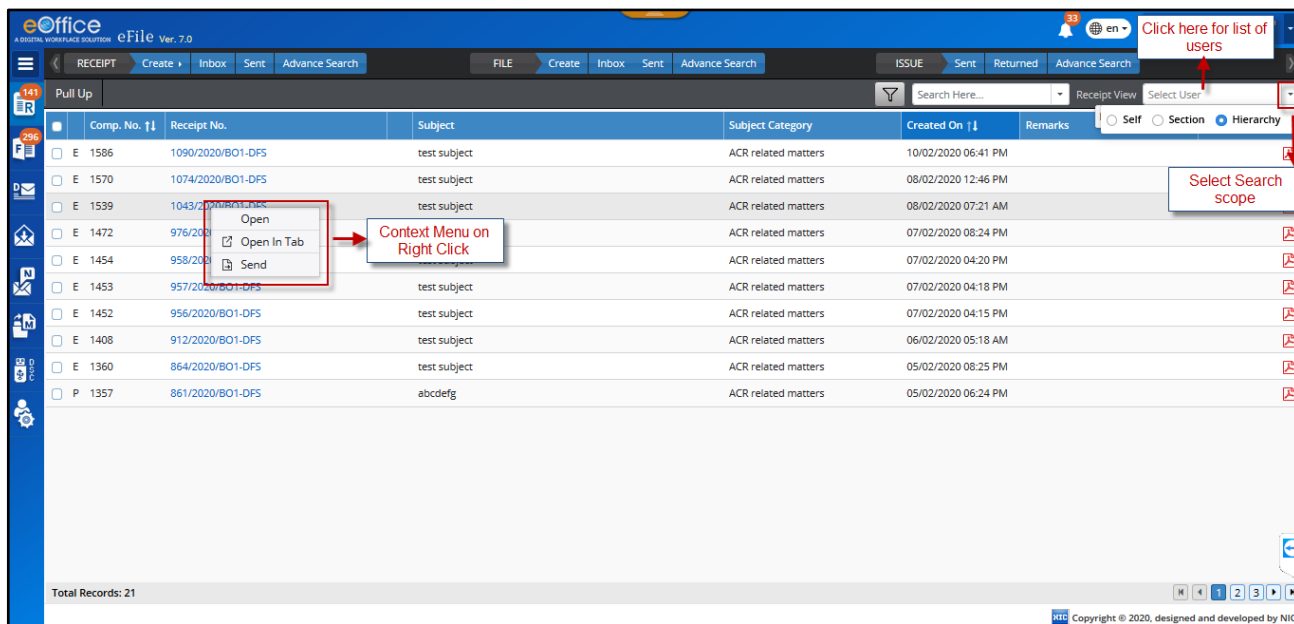 eOffice
A DIGITAL WORKPLACE SOLUTION eFile Ver. 7.0
33 en
Click here for list of users
RECEIPT Create Inbox Sent Advance Search FILE Create Inbox Sent Advance Search ISSUE Sent Returned Advance Search
141 R Pull Up Search Here... Receipt View Select User
Self Section Hierarchy
Comp. No. Receipt No. Subject Subject Category Created On Remarks
296 F
E 1586 1090/2020/BO1-DFS test subject ACR related matters 10/02/2020 06:41 PM
E 1570 1074/2020/BO1-DFS test subject ACR related matters 08/02/2020 12:46 PM
Select Search scope
D
E 1539 1043/2020/BO1-DFS test subject ACR related matters 08/02/2020 07:21 AM
Open
Open In Tab
Send
Context Menu on
Right Click
E 1472 976/202 ACR related matters 07/02/2020 08:24 PM
E 1454 958/202 test subject ACR related matters 07/02/2020 04:20 PM
N
E 1453 957/2020/BO1-DFS test subject ACR related matters 07/02/2020 04:18 PM
M
E 1452 956/2020/BO1-DFS test subject ACR related matters 07/02/2020 04:15 PM
E 1408 912/2020/BO1-DFS test subject ACR related matters 06/02/2020 05:18 AM
DSC
E 1360 864/2020/BO1-DFS test subject ACR related matters 05/02/2020 08:25 PM
P 1357 861/2020/BO1-DFS abcdefg ACR related matters 05/02/2020 06:24 PM
Total Records: 21 1 2 3
NIC Copyright © 2020, designed and developed by NIC